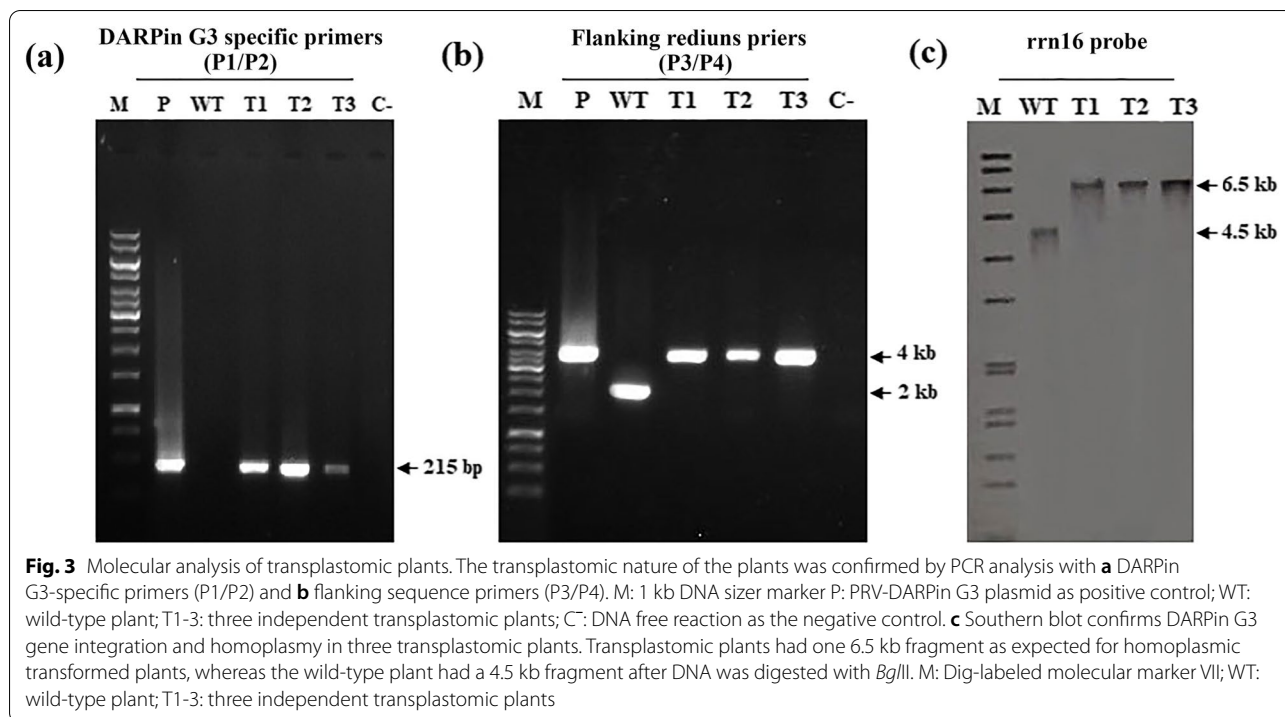 (a) DARPin G3 specific primers
(P1/P2)
M P WT T1 T2 T3 C-
215 bp
(b) Flanking rediuns priers
(P3/P4)
M P WT T1 T2 T3 C-
4 kb
2 kb
(c) rrn16 probe
M WT T1 T2 T3
6.5 kb
4.5 kb
Fig. 3 Molecular analysis of transplastomic plants. The transplastomic nature of the plants was confirmed by PCR analysis with a DARPin
G3-specific primers (P1/P2) and b flanking sequence primers (P3/P4). M: 1 kb DNA sizer marker P: PRV-DARPin G3 plasmid as positive control; WT:
wild-type plant; T1-3: three independent transplastomic plants; C⁻: DNA free reaction as the negative control. c Southern blot confirms DARPin G3
gene integration and homoplasmy in three transplastomic plants. Transplastomic plants had one 6.5 kb fragment as expected for homoplasmic
transformed plants, whereas the wild-type plant had a 4.5 kb fragment after DNA was digested with BglII. M: Dig-labeled molecular marker VII; WT:
wild-type plant; T1-3: three independent transplastomic plants